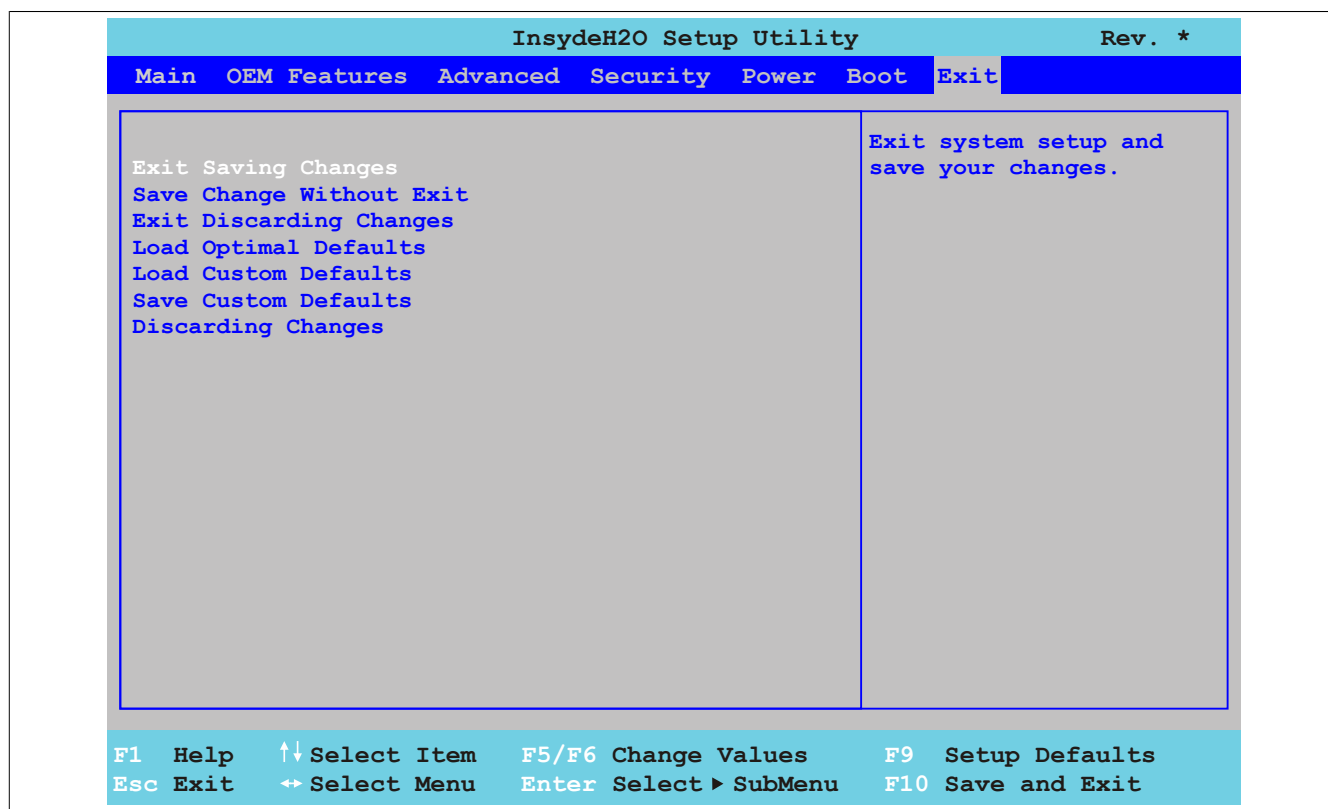 InsydeH2O Setup Utility Rev. *
Main OEM Features Advanced Security Power Boot Exit
Exit Saving Changes
Save Change Without Exit
Exit Discarding Changes
Load Optimal Defaults
Load Custom Defaults
Save Custom Defaults
Discarding Changes
Exit system setup and
save your changes.
F1 Help ↑↓ Select Item F5/F6 Change Values F9 Setup Defaults
Esc Exit ↔ Select Menu Enter Select ▶ SubMenu F10 Save and Exit